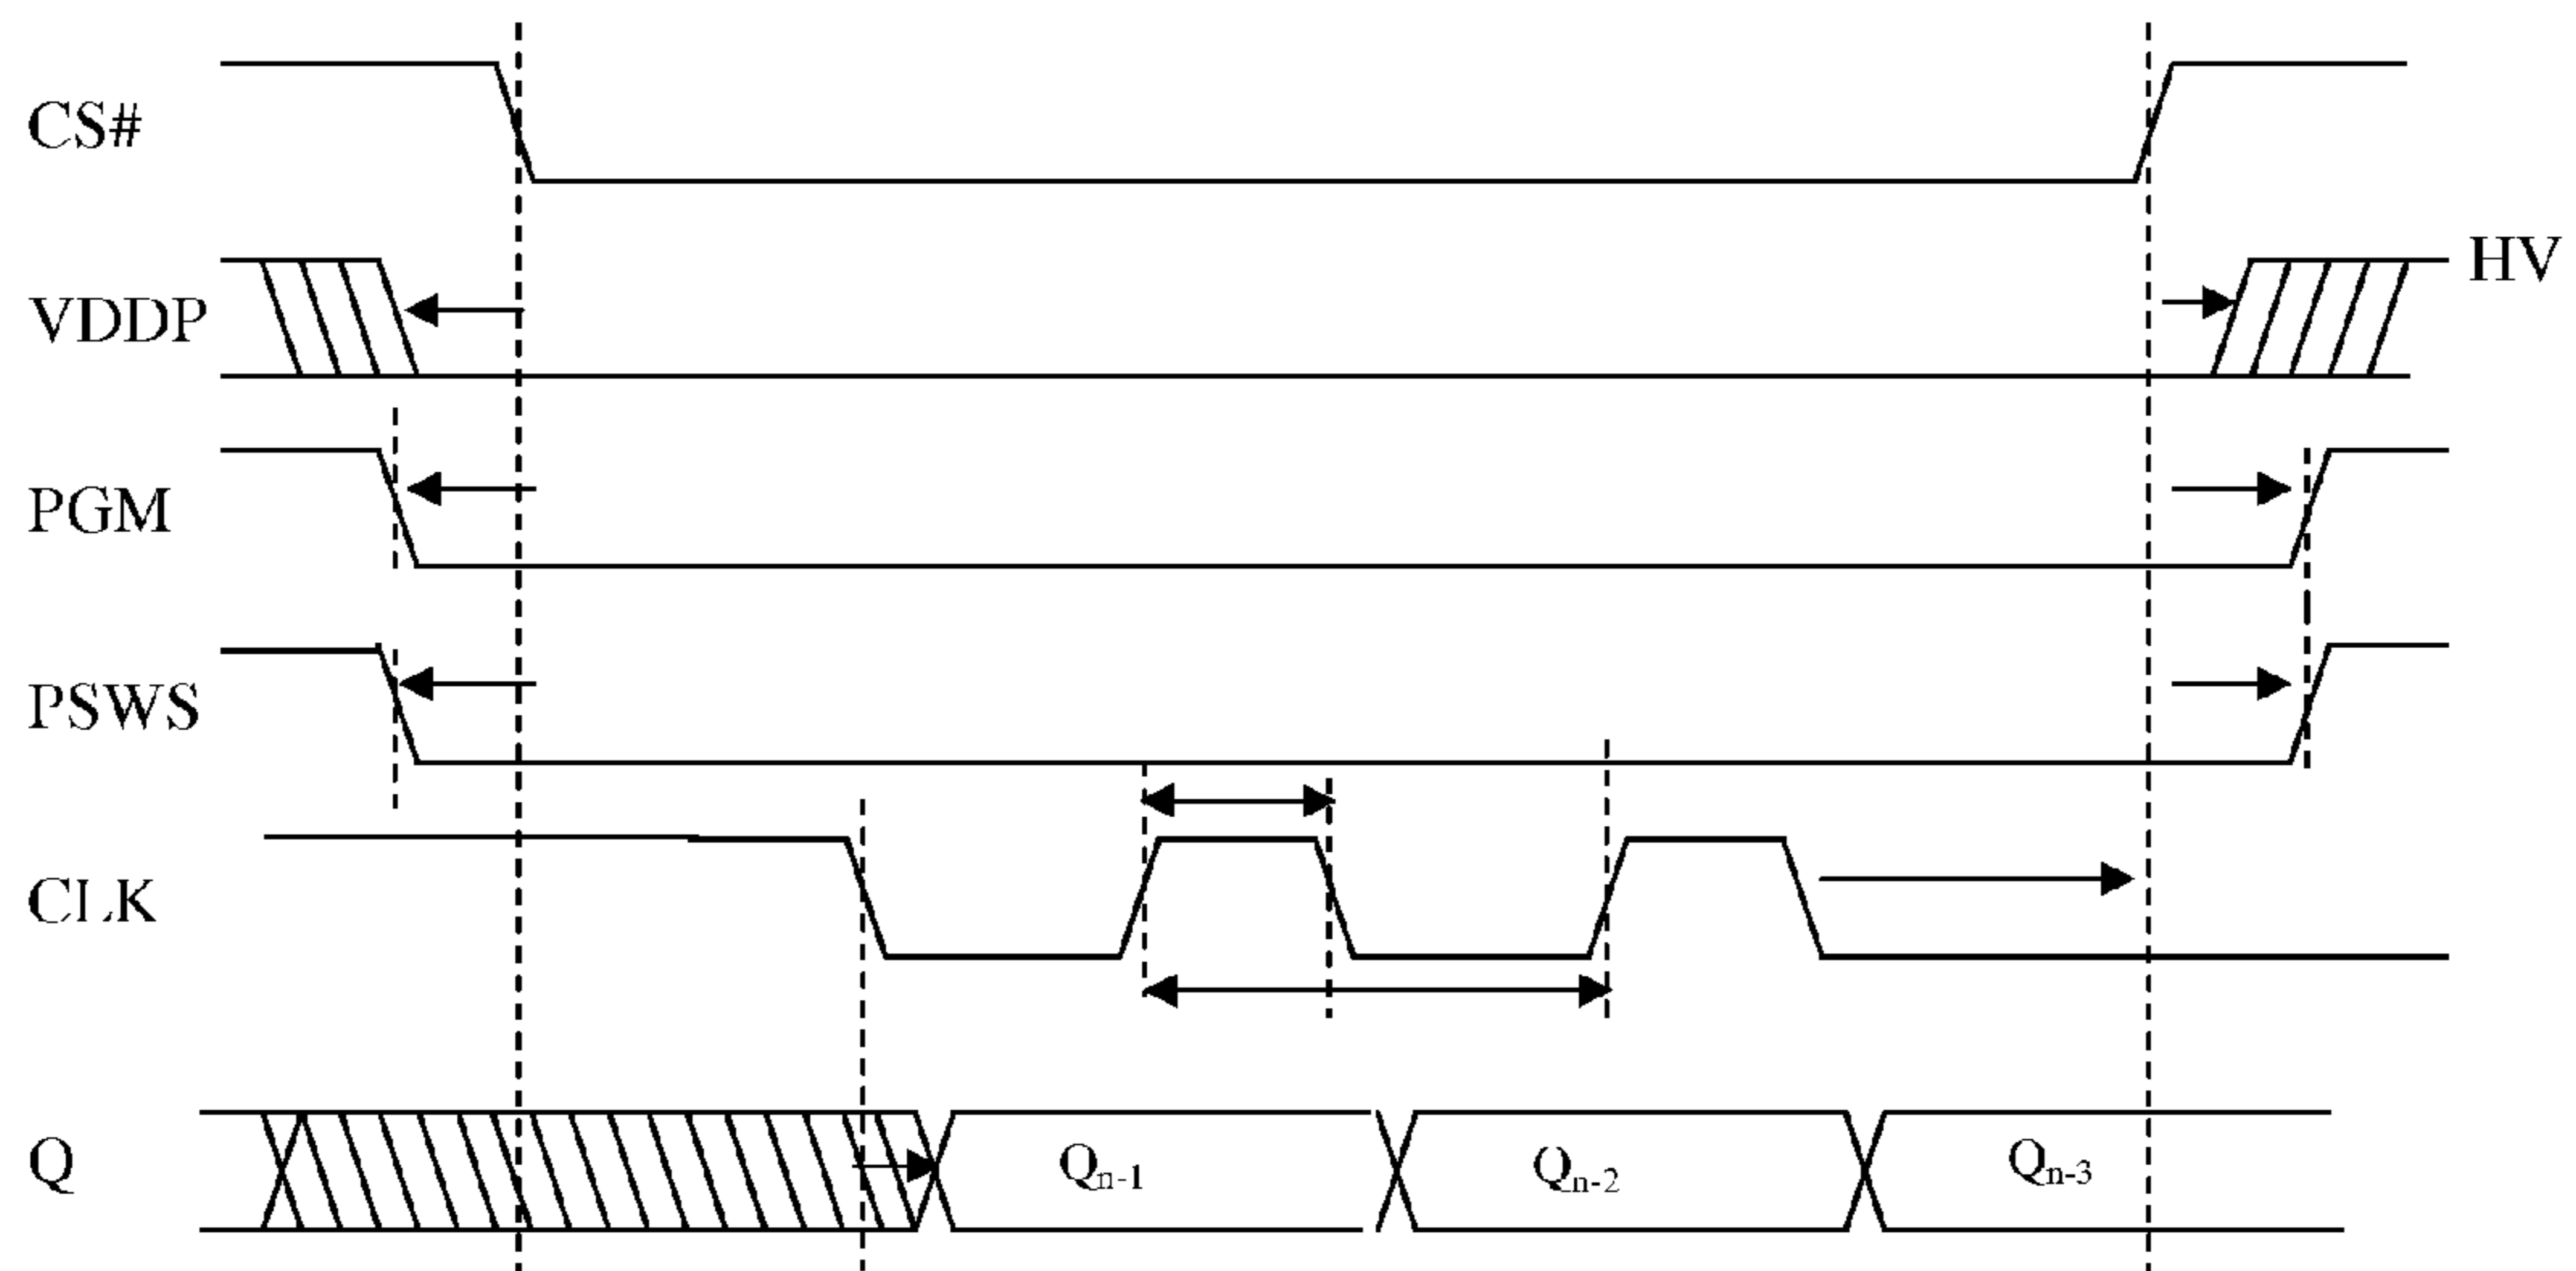 CS#
HV
VDDP
PGM
PSWS
CLK
Q
Qn-1
Qn-2
Qn-3